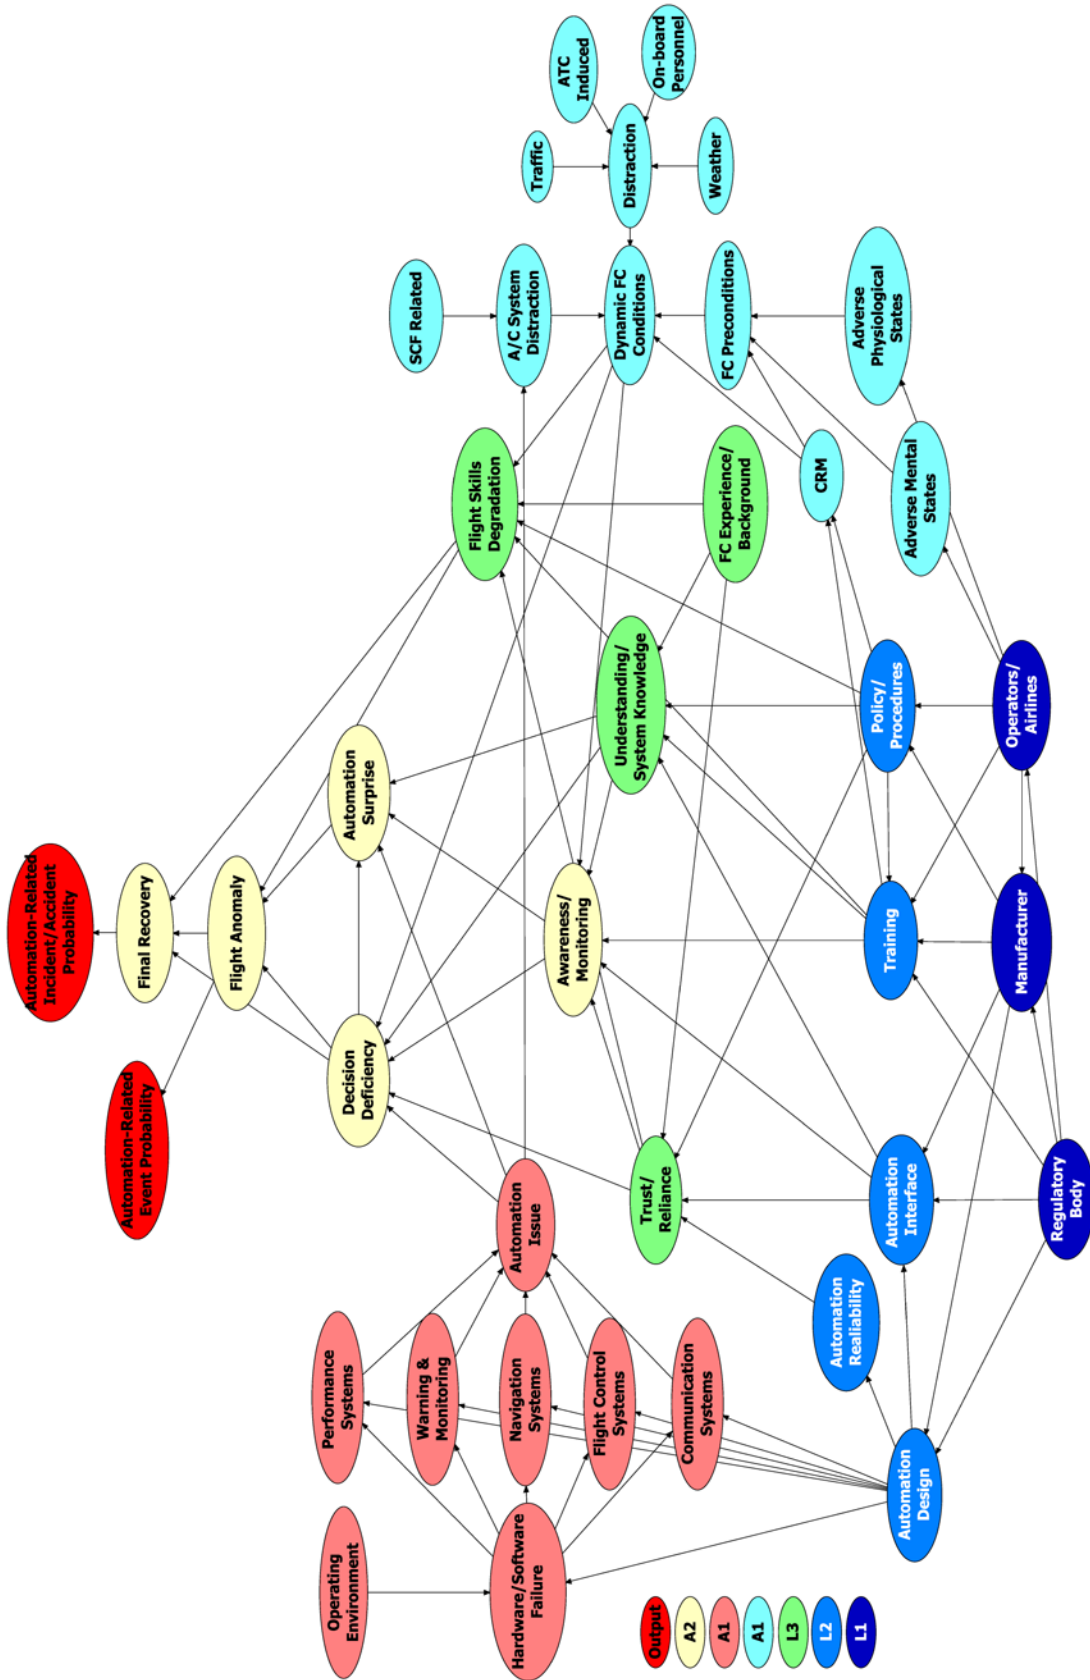 Automation-Related
Incident/Accident
Probability
Automation-Related
Event Probability
Final Recovery
Flight Anomaly
Decision
Deficiency
Automation
Surprise
Performance
Systems
Warning &
Monitoring
Navigation
Systems
Flight Control
Systems
Communication
Systems
Operating
Environment
Hardware/Software
Failure
Automation
Issue
Awareness/
Monitoring
Trust/
Reliance
Understanding/
System Knowledge
Flight Skills
Degradation
FC Experience/
Background
SCF Related
A/C System
Distraction
Dynamic FC
Conditions
FC Preconditions
Adverse
Physiological
States
Adverse Mental
States
CRM
Traffic
ATC
Induced
On-board
Personnel
Distraction
Weather
Automation
Design
Automation
Realiability
Automation
Interface
Training
Policy/
Procedures
Regulatory
Body
Manufacturer
Operators/
Airlines
Output
A2
A1
A1
L3
L2
L1